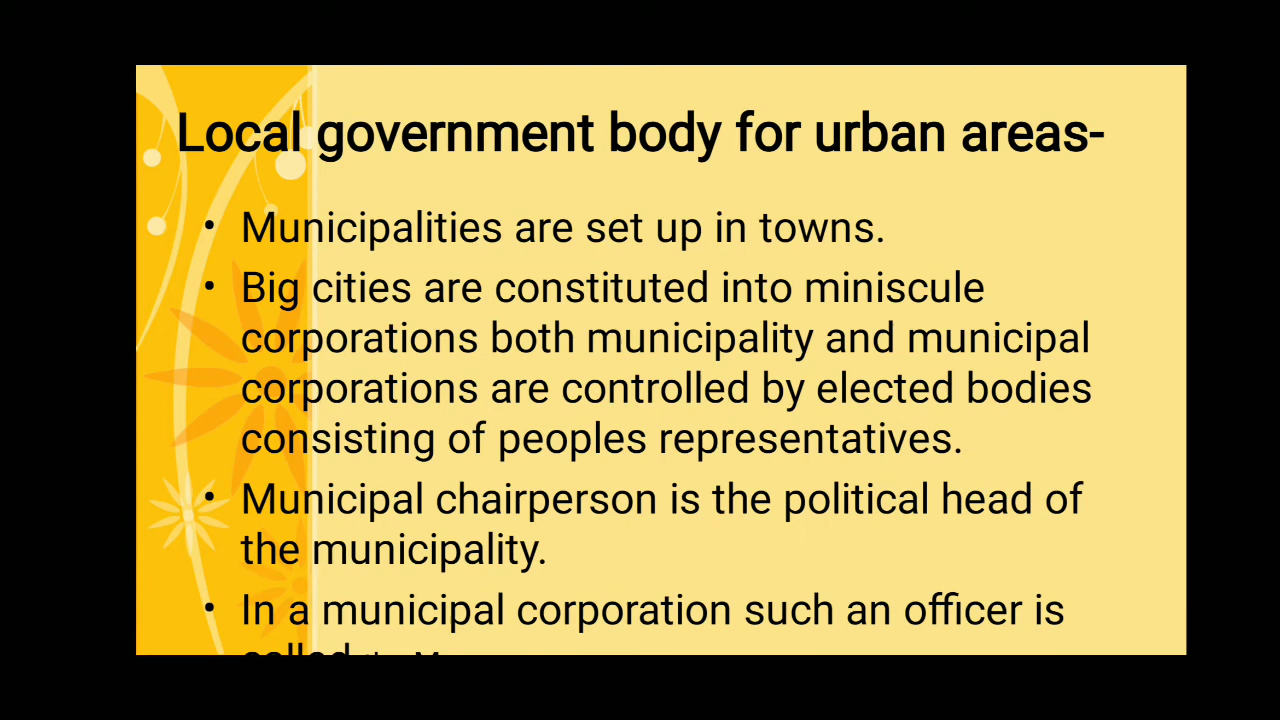 Local government body for urban areas-
• Municipalities are set up in towns.
• Big cities are constituted into miniscule
corporations both municipality and municipal
corporations are controlled by elected bodies
consisting of peoples representatives.
• Municipal chairperson is the political head of
the municipality.
• In a municipal corporation such an officer is
called